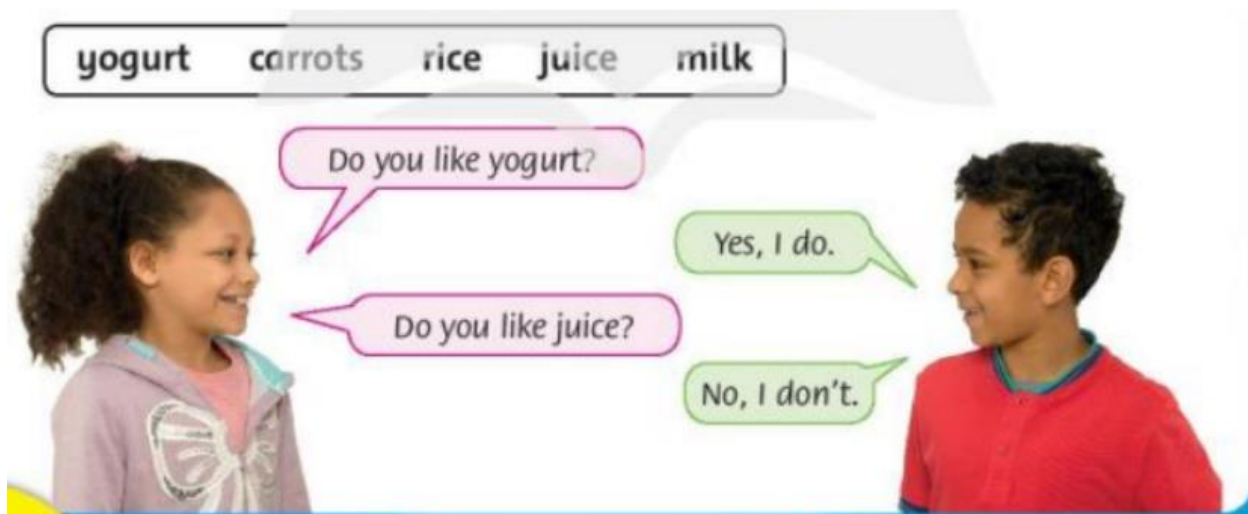 yogurt carrots rice juice milk
Do you like yogurt?
Yes, I do.
Do you like juice?
No, I don't.